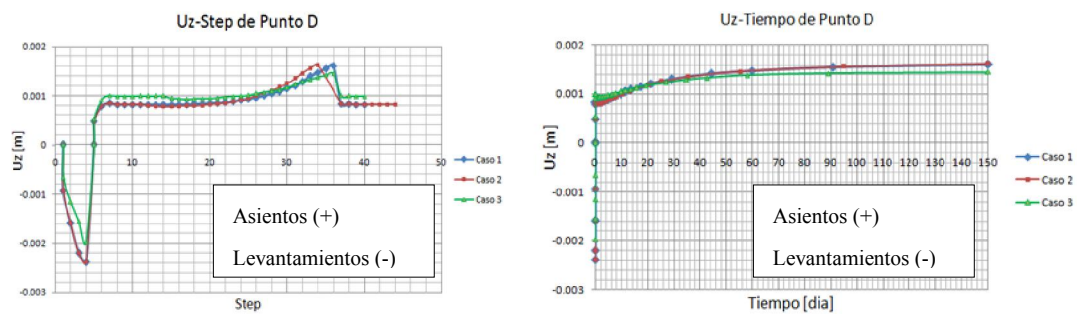 Uz-Step de Punto D
0.002
0.001
0
-0.001
-0.002
-0.003
Uz [m]
0 10 20 30 40 50
Step
Caso 1
Caso 2
Caso 3
Asientos (+)
Levantamientos (-)
Uz-Tiempo de Punto D
0.002
0.001
0
-0.001
-0.002
-0.003
Uz [m]
0 10 20 30 40 50 60 70 80 90 100 110 120 130 140 150
Tiempo [dia]
Caso 1
Caso 2
Caso 3
Asientos (+)
Levantamientos (-)